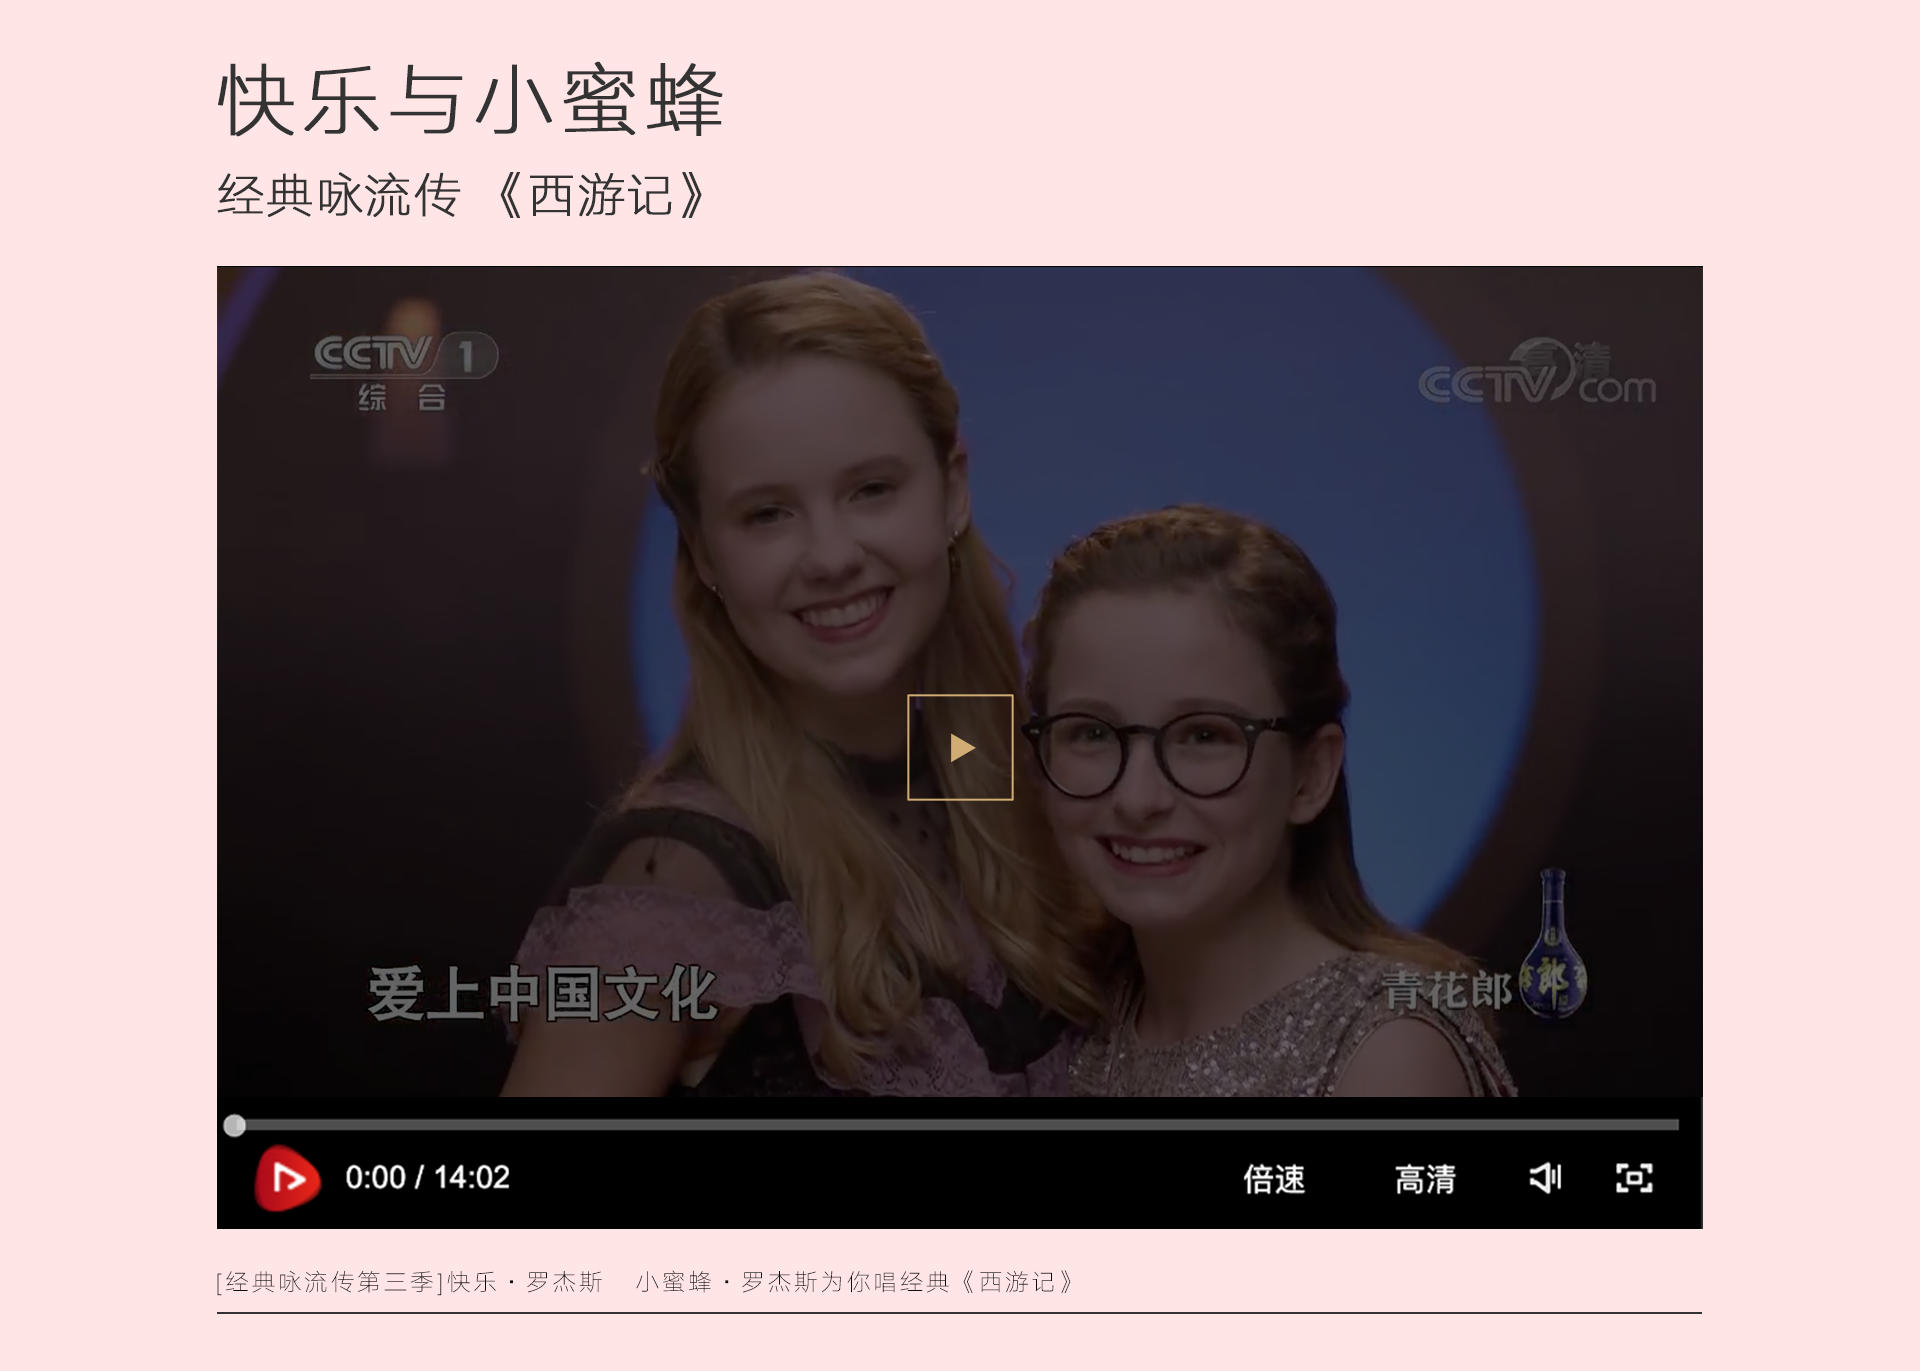 快乐与小蜜蜂
经典咏流传 《西游记》
CCTV 1
综 合
高清
CCTV com
爱上中国文化
青花郎
郎
0:00 / 14:02
倍速
高清
[经典咏流传第三季]快乐·罗杰斯 小蜜蜂·罗杰斯为你唱经典《西游记》